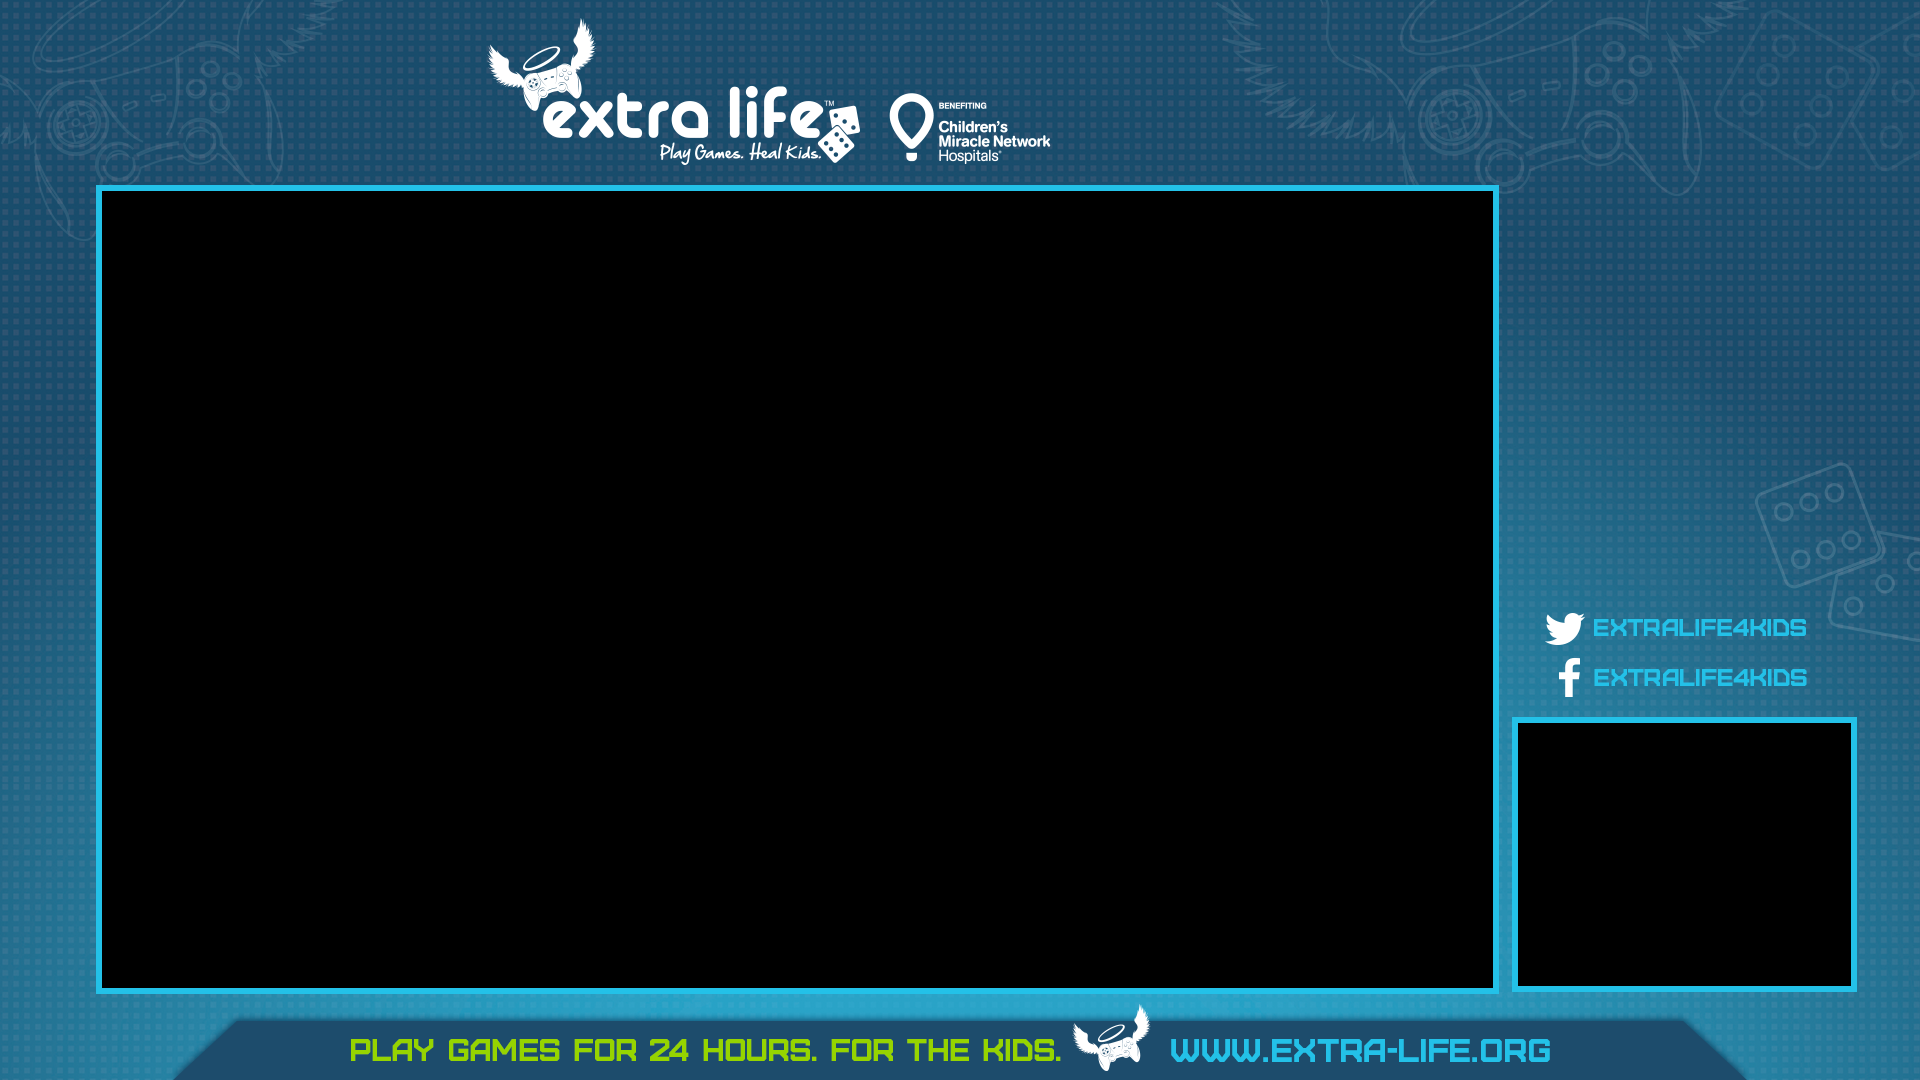 extra life™
Play Games. Heal Kids.
BENEFITING
Children's
Miracle Network
Hospitals®
EXTRALIFE4KIDS
EXTRALIFE4KIDS
PLAY GAMES FOR 24 HOURS. FOR THE KIDS.
WWW.EXTRA-LIFE.ORG